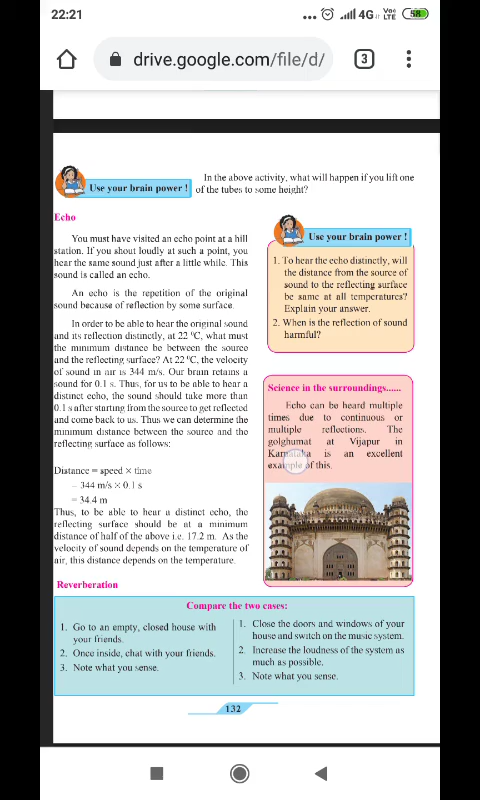 22:21
... 4G Vo LTE 58
drive.google.com/file/d/
3
In the above activity, what will happen if you lift one
Use your brain power !
of the tubes to some height?
Echo
You must have visited an echo point at a hill
station. If you shout loudly at such a point, you
hear the same sound just after a little while. This
sound is called an echo.
An echo is the repetition of the original
sound because of reflection by some surface.
In order to be able to hear the original sound
and its reflection distinctly, at 22 ⁰C, what must
the minimum distance be between the source
and the reflecting surface? At 22 ⁰C, the velocity
of sound in air is 344 m/s. Our brain retains a
sound for 0.1 s. Thus, for us to be able to hear a
distinct echo, the sound should take more than
0.1 s after starting from the source to get reflected
and come back to us. Thus we can determine the
minimum distance between the source and the
reflecting surface as follows:
Distance = speed × time
= 344 m/s × 0.1 s
= 34.4 m
Thus, to be able to hear a distinct echo, the
reflecting surface should be at a minimum
distance of half of the above i.e. 17.2 m. As the
velocity of sound depends on the temperature of
air, this distance depends on the temperature.
Use your brain power !
1. To hear the echo distinctly, will
the distance from the source of
sound to the reflecting surface
be same at all temperatures?
Explain your answer.
2. When is the reflection of sound
harmful?
Science in the surroundings......
Echo can be heard multiple
times due to continuous or
multiple reflections. The
golghumat at Vijapur in
Karnataka is an excellent
example of this.
Reverberation
Compare the two cases:
1. Go to an empty, closed house with
your friends.
2. Once inside, chat with your friends.
3. Note what you sense.
1. Close the doors and windows of your
house and switch on the music system.
2. Increase the loudness of the system as
much as possible.
3. Note what you sense.
132